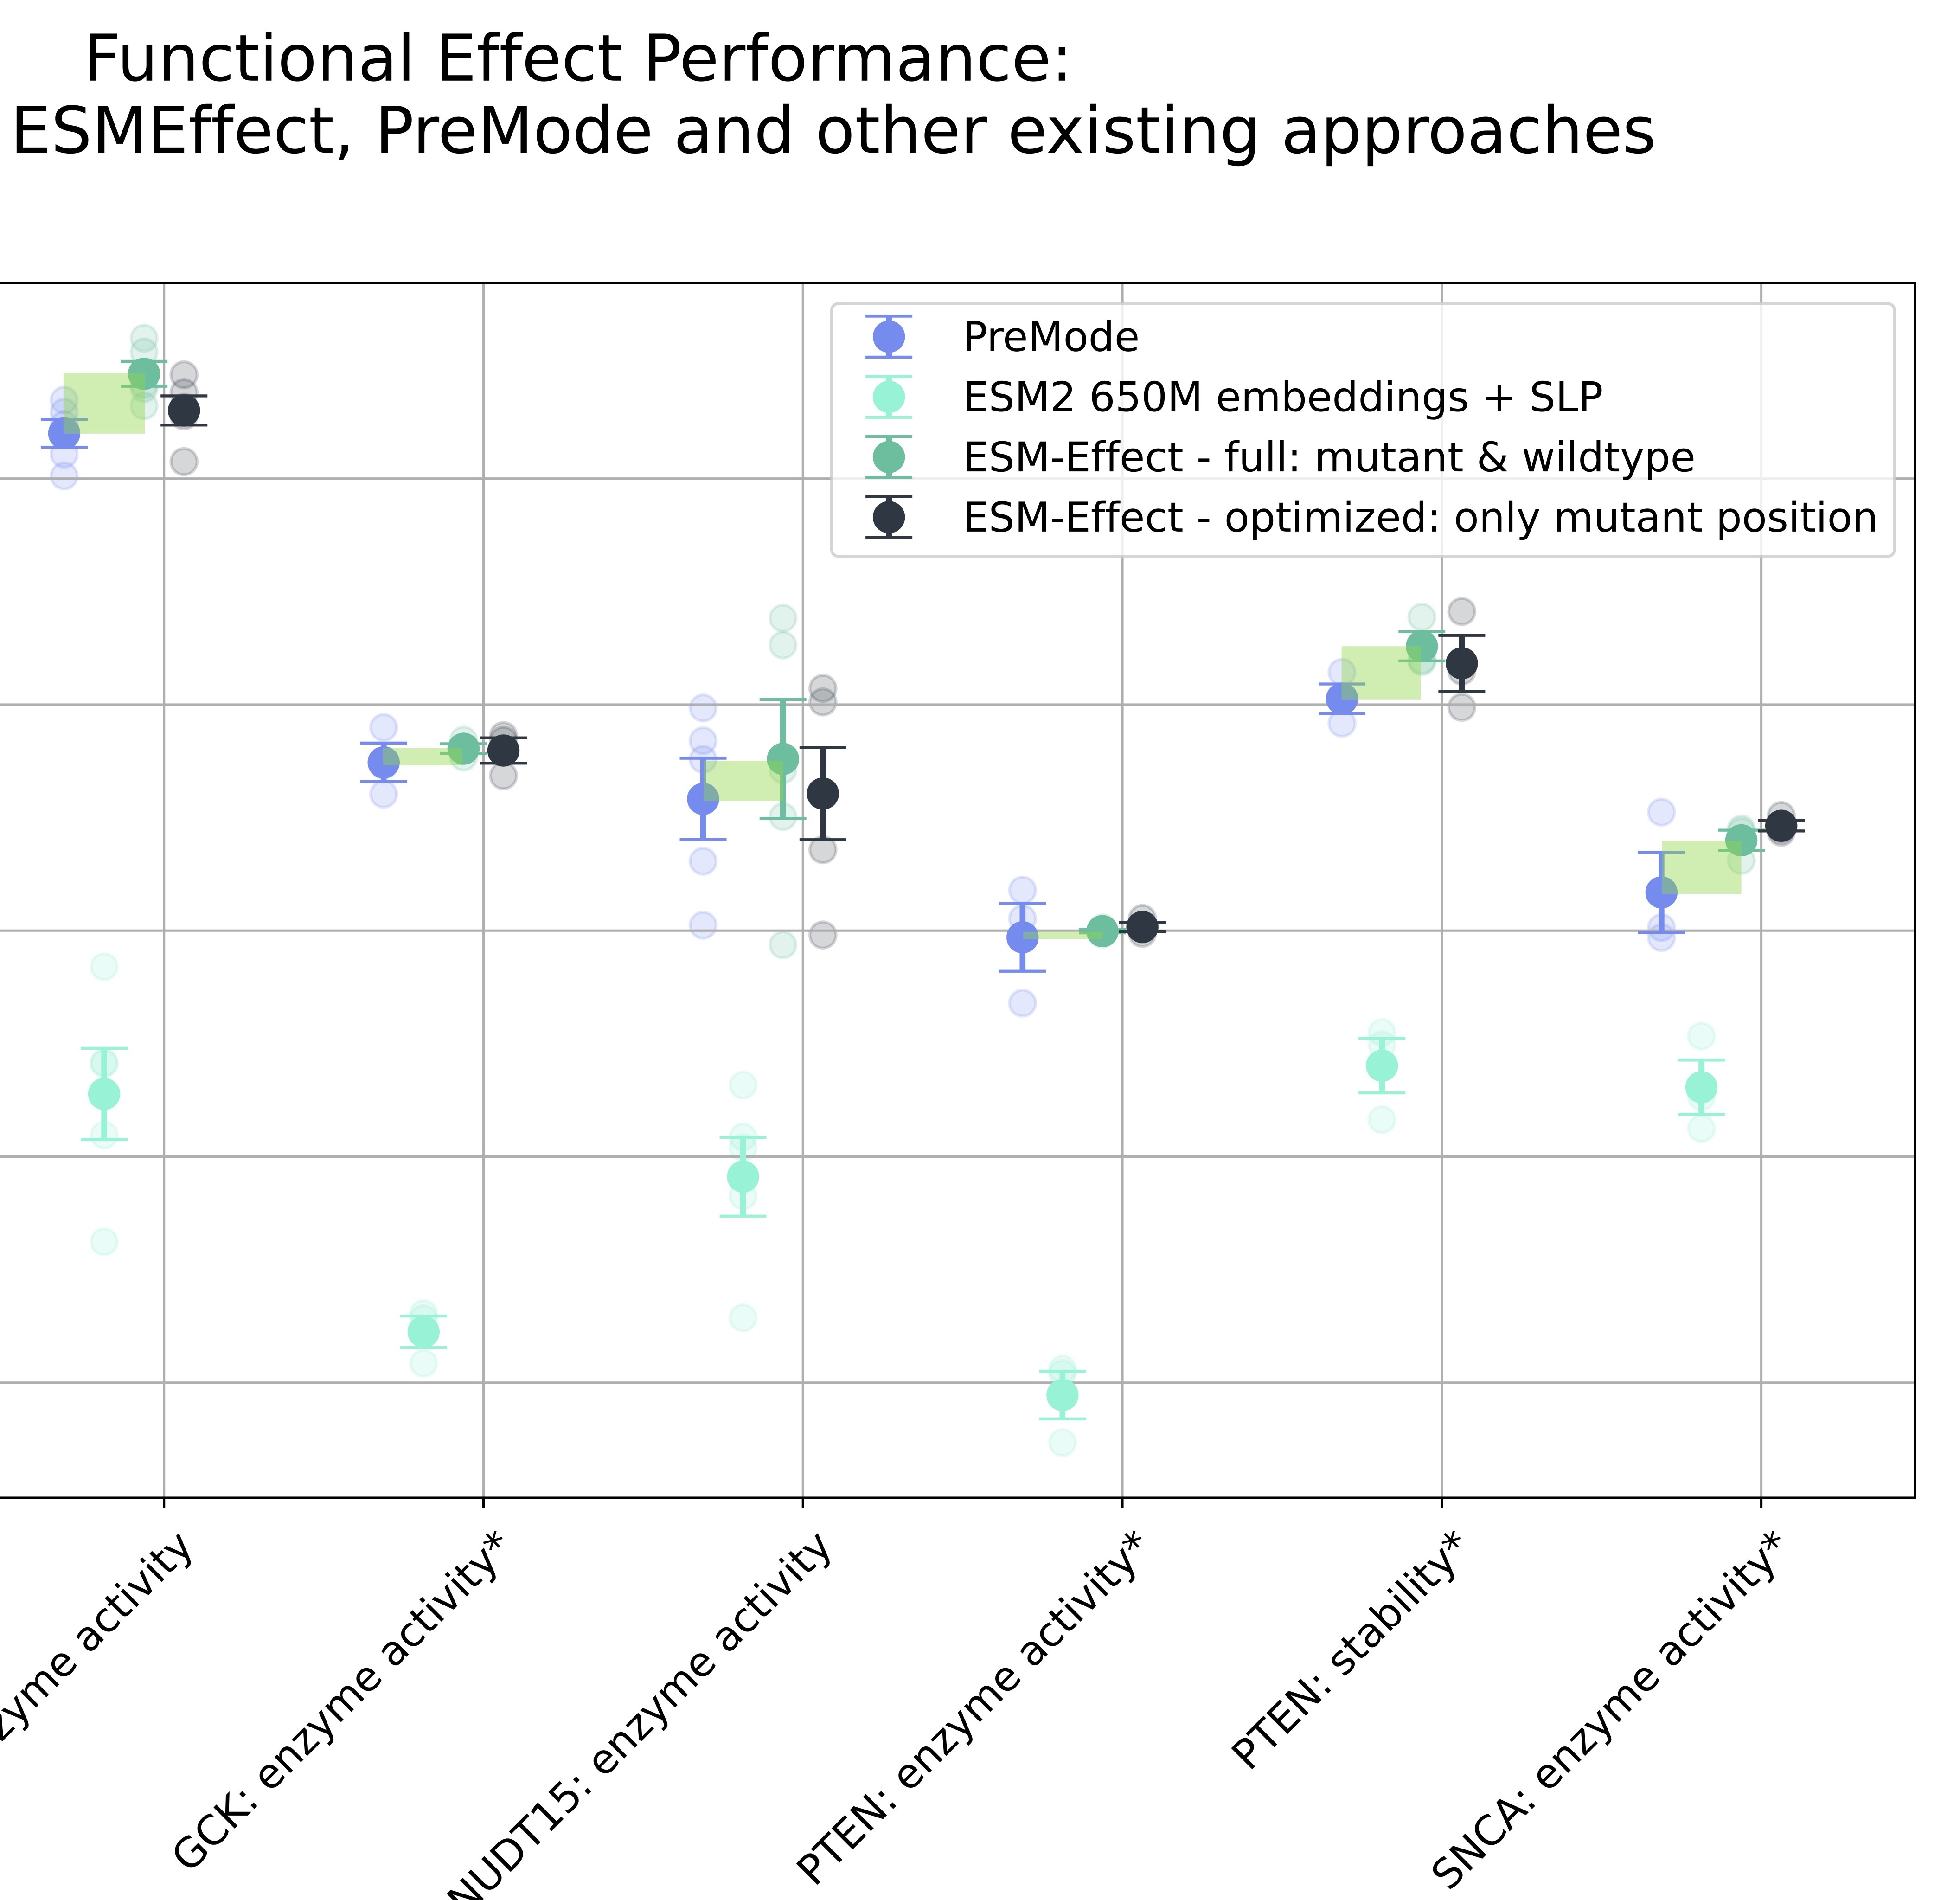 Functional Effect Performance:
ESMEffect, PreMode and other existing approaches
PreMode
ESM2 650M embeddings + SLP
ESM-Effect - full: mutant & wildtype
ESM-Effect - optimized: only mutant position
zyme activity
GCK: enzyme activity*
NUDT15: enzyme activity
PTEN: enzyme activity*
PTEN: stability*
SNCA: enzyme activity*